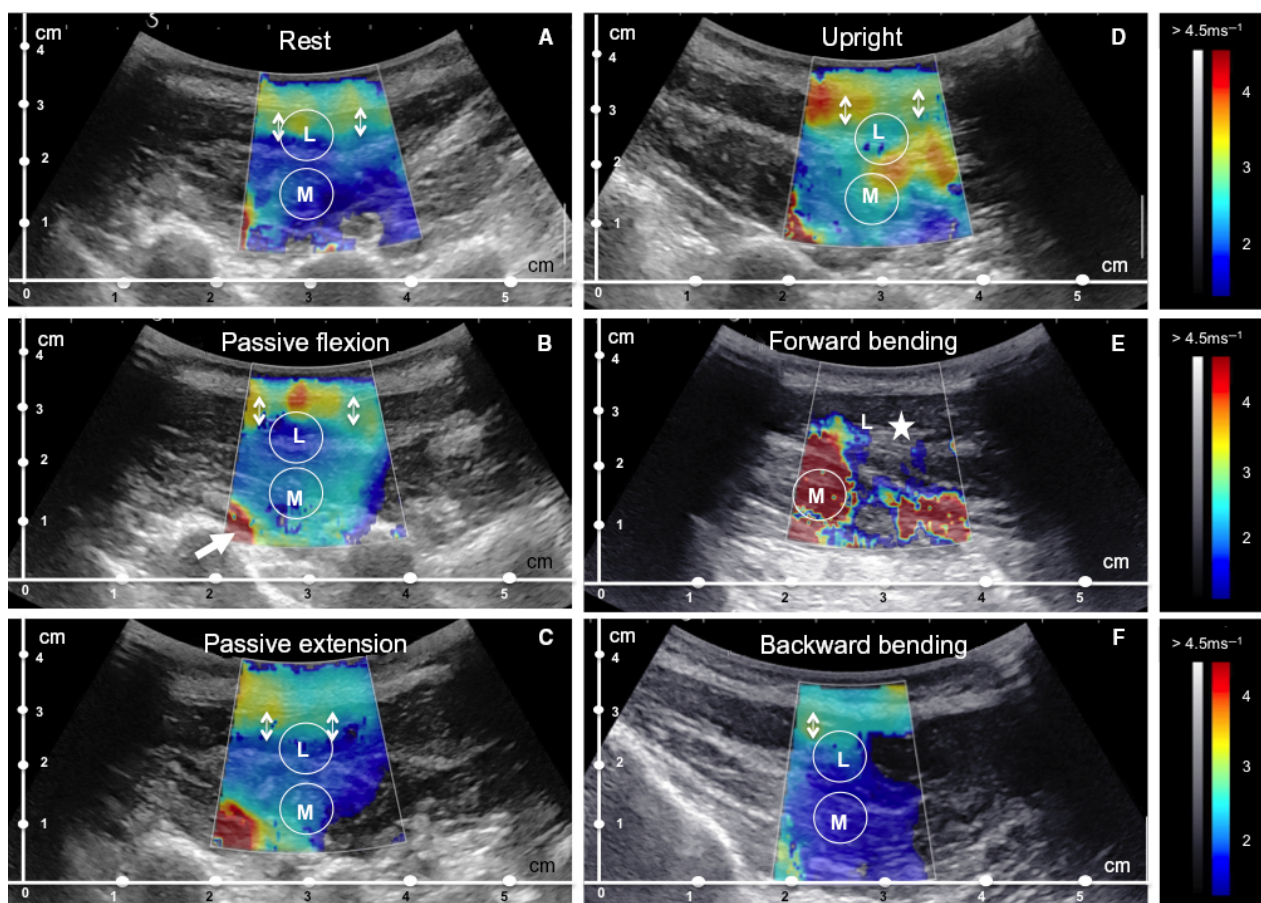 cm
Rest
A
4
3
2
1
L
M
cm
0
1
2
3
4
5
cm
Upright
D
4
3
2
1
L
M
cm
0
1
2
3
4
5
> 4.5ms⁻¹
4
3
2
cm
Passive flexion
B
4
3
2
1
L
M
cm
0
1
2
3
4
5
cm
Forward bending
E
4
3
2
1
L
M
cm
0
1
2
3
4
5
> 4.5ms⁻¹
4
3
2
cm
Passive extension
C
4
3
2
1
L
M
cm
0
1
2
3
4
5
cm
Backward bending
F
4
3
2
1
L
M
cm
0
1
2
3
4
5
> 4.5ms⁻¹
4
3
2